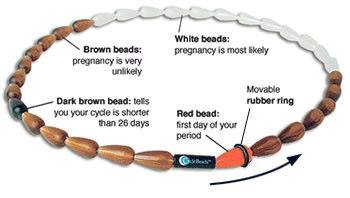 Brown beads:
pregnancy is very
unlikely
White beads:
pregnancy is most likely
Dark brown bead: tells
you your cycle is shorter
than 26 days
Red bead:
first day of your
period
Movable
rubber ring
CycleBeads